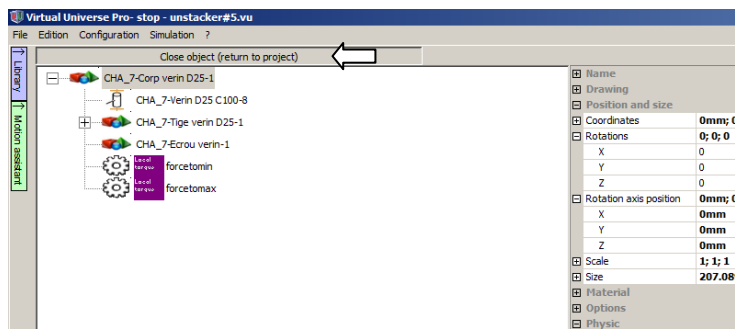 Virtual Universe Pro- stop - unstacker#5.vu
File Edition Configuration Simulation ?
Close object (return to project)
Library
Motion assistant
CHA_7-Corp verin D25-1
CHA_7-Verin D25 C100-8
CHA_7-Tige verin D25-1
CHA_7-Ecrou verin-1
Local torque forcetomin
Local torque forcetomax
Name
Drawing
Position and size
Coordinates 0mm; 0
Rotations 0; 0; 0
X 0
Y 0
Z 0
Rotation axis position 0mm; 0
X 0mm
Y 0mm
Z 0mm
Scale 1; 1; 1
Size 207.08
Material
Options
Physic